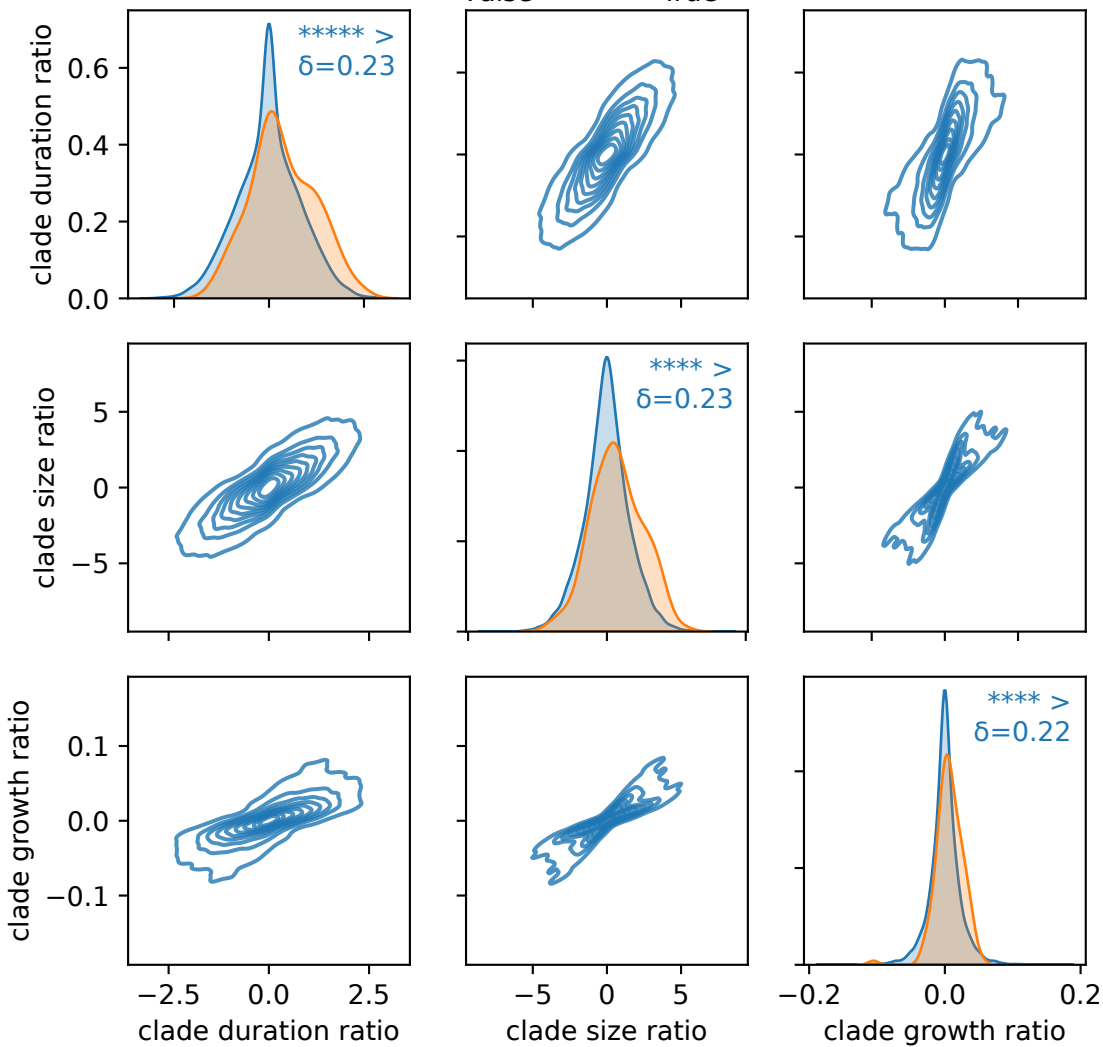 clade duration ratio
0.6
0.4
0.2
0.0
***** >
δ=0.23
clade size ratio
5
0
−5
**** >
δ=0.23
clade growth ratio
0.1
0.0
−0.1
**** >
δ=0.22
−2.5 0.0 2.5
−5 0 5
−0.2 0.0 0.2
clade duration ratio
clade size ratio
clade growth ratio